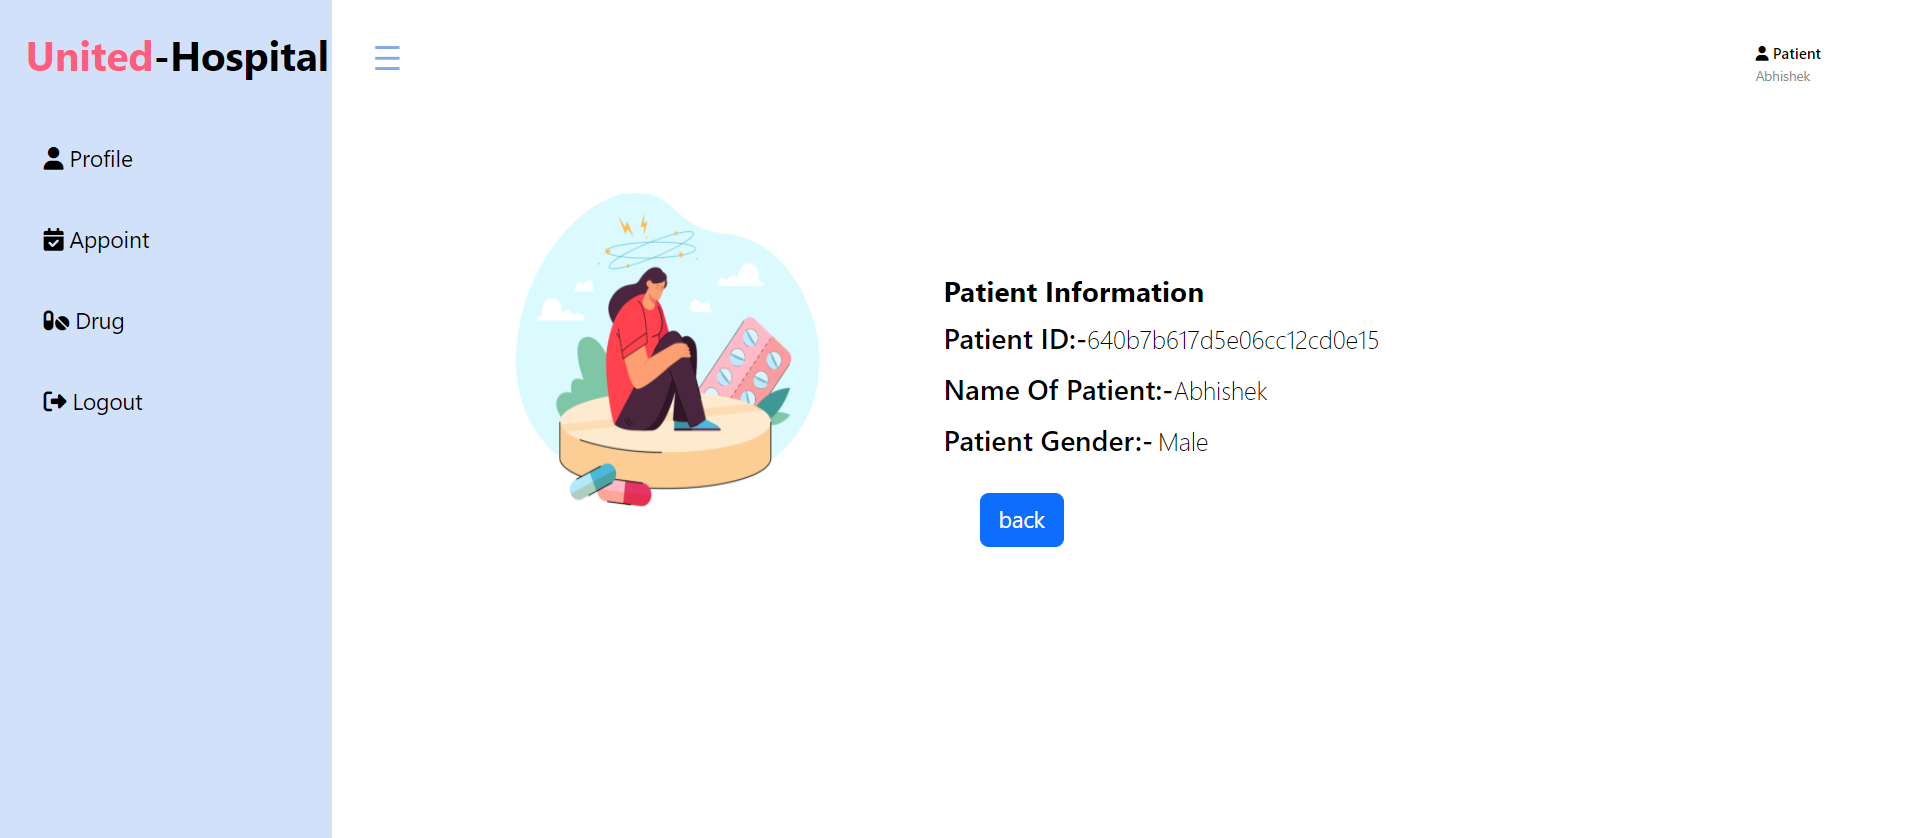 United-Hospital
Patient
Abhishek
Profile
Appoint
Drug
Logout
Patient Information
Patient ID:-640b7b617d5e06cc12cd0e15
Name Of Patient:-Abhishek
Patient Gender:- Male
back